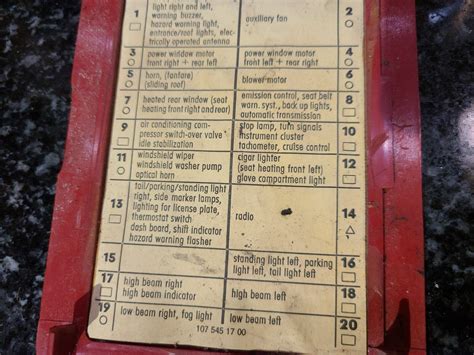 1
light right and left,
warning buzzer,
hazard warning light,
entrance/roof lights, el-
ectrically operated antenna
auxiliary fan
2
3
power window motor
front left + rear right
power window motor
front right + rear left
4
5
horn, (fanfare)
(sliding roof)
blower motor
6
7
heated rear window (seat
heating front right and rear)
emission control, seat belt
warn. syst., back up lights,
automatic transmission
8
9
air conditioning com-
pressor switch-over valve
idle stabilization
stop lamp, turn signals
instrument cluster
tachometer, cruise control
10
11
windshield wiper
windshield washer pump
optical horn
cigar lighter
(seat heating front left)
glove compartment light
12
13
tail/parking/standing light
right, side marker lamps,
lighting for license plate,
thermostat switch
dash board, shift indicator
hazard warning flasher
radio
14
15
standing light left, parking
light left, tail light left
16
17
high beam right
high beam indicator
high beam left
18
19
low beam right, fog light
low beam left
20
107 545 17 00